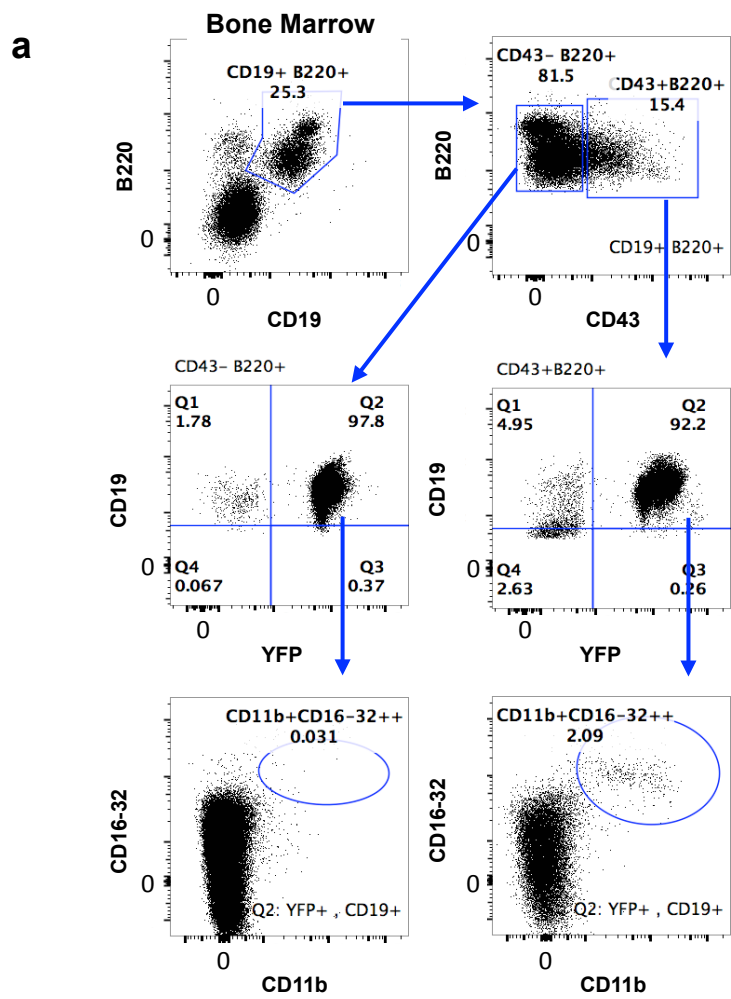 a
Bone Marrow
CD19+ B220+
25.3
B220
0
0
CD19
CD43- B220+
81.5
CD43+B220+
15.4
B220
0
CD19+ B220+
0
CD43
CD43- B220+
Q1
1.78
Q2
97.8
CD19
0
Q4
0.067
Q3
0.37
0
YFP
CD43+B220+
Q1
4.95
Q2
92.2
CD19
0
Q4
2.63
Q3
0.26
0
YFP
CD11b+CD16-32++
0.031
CD16-32
0
Q2: YFP+ , CD19+
0
CD11b
CD11b+CD16-32++
2.09
CD16-32
0
Q2: YFP+ , CD19+
0
CD11b